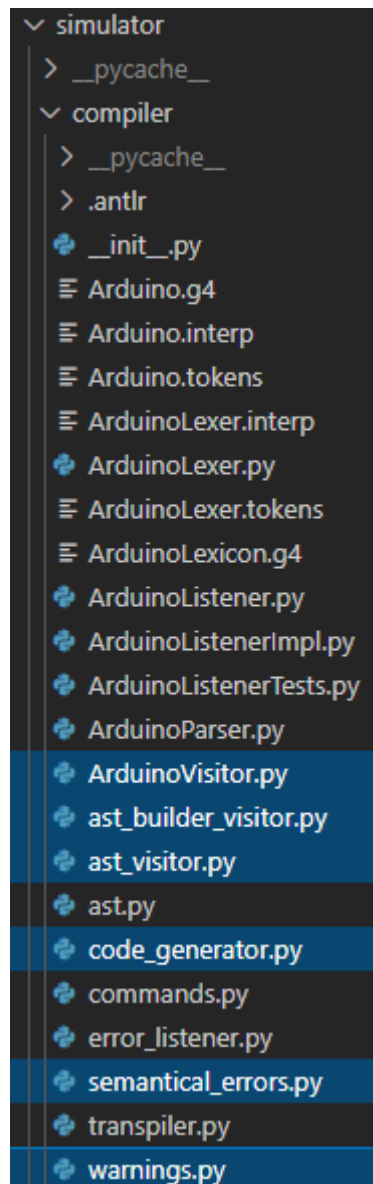 simulator
__pycache__
compiler
__pycache__
.antlr
__init__.py
Arduino.g4
Arduino.interp
Arduino.tokens
ArduinoLexer.interp
ArduinoLexer.py
ArduinoLexer.tokens
ArduinoLexicon.g4
ArduinoListener.py
ArduinoListenerImpl.py
ArduinoListenerTests.py
ArduinoParser.py
ArduinoVisitor.py
ast_builder_visitor.py
ast_visitor.py
ast.py
code_generator.py
commands.py
error_listener.py
semantical_errors.py
transpiler.py
warnings.py